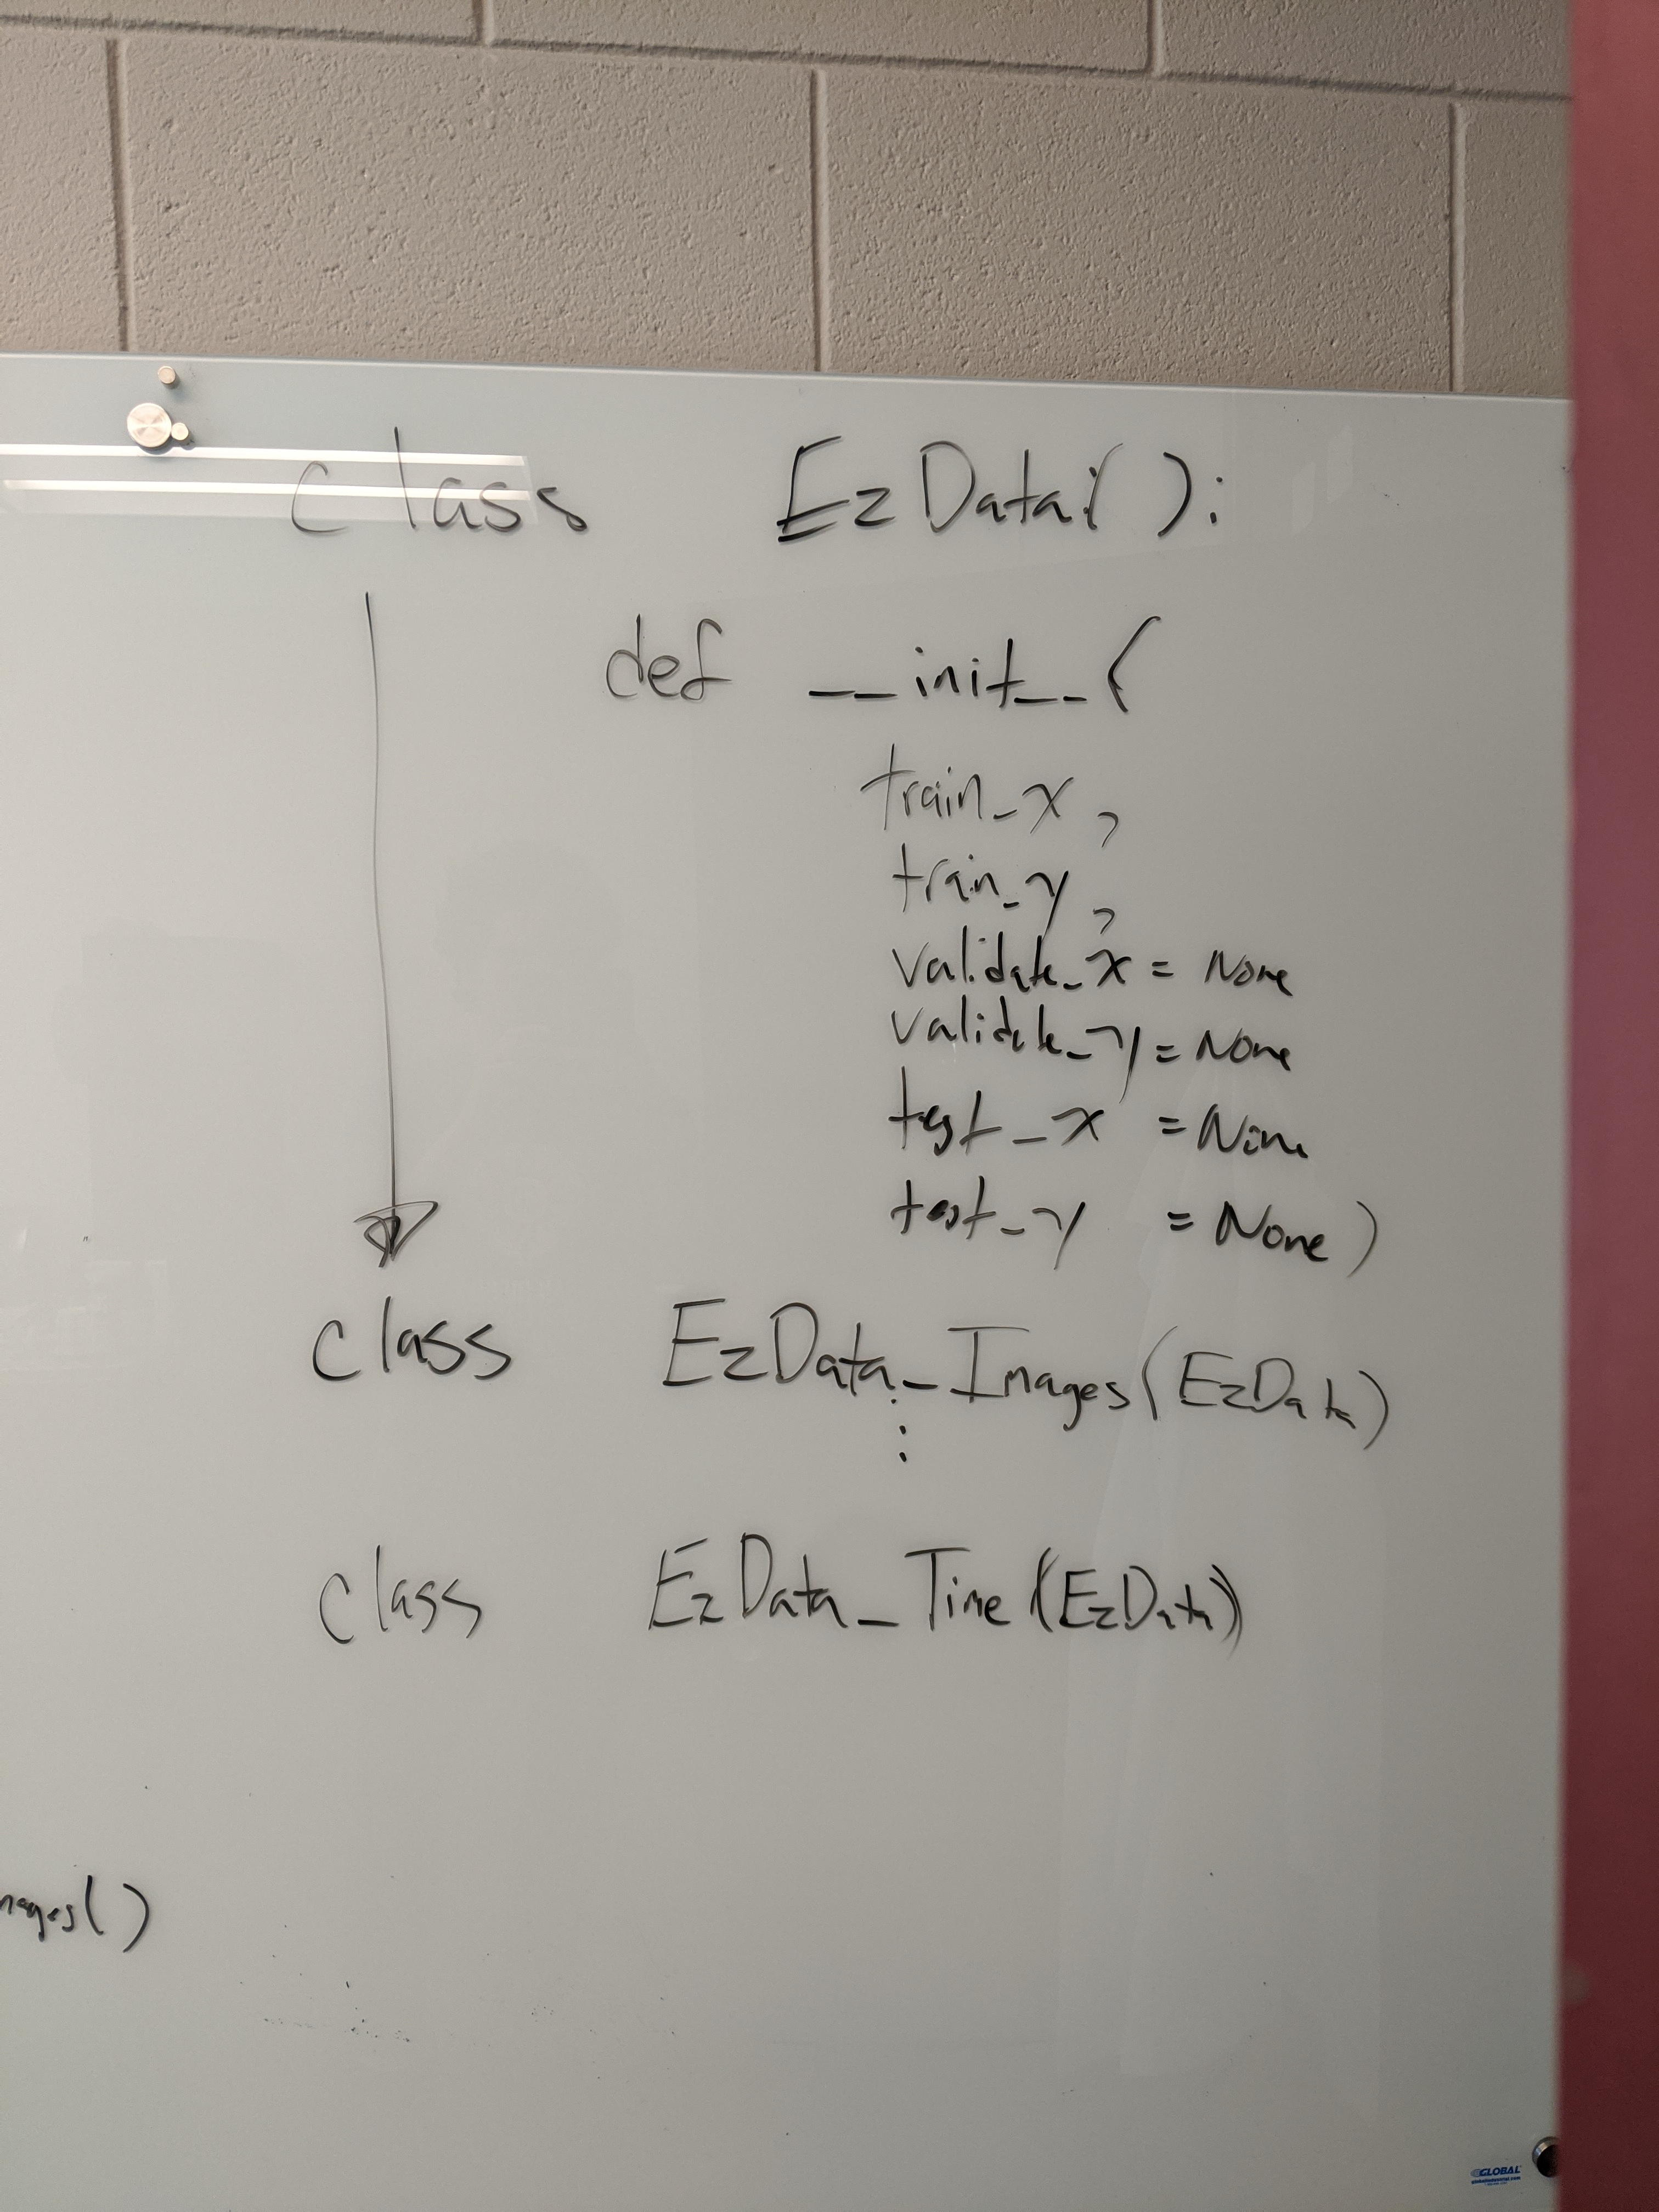 class EzData():
def __init__(
train_x,
train_y,
validate_x = None
validate_y = None
test_x = None
test_y = None)
class EzData_Images(EzData)
⋮
class EzData_Time(EzData)
mages()
GLOBAL